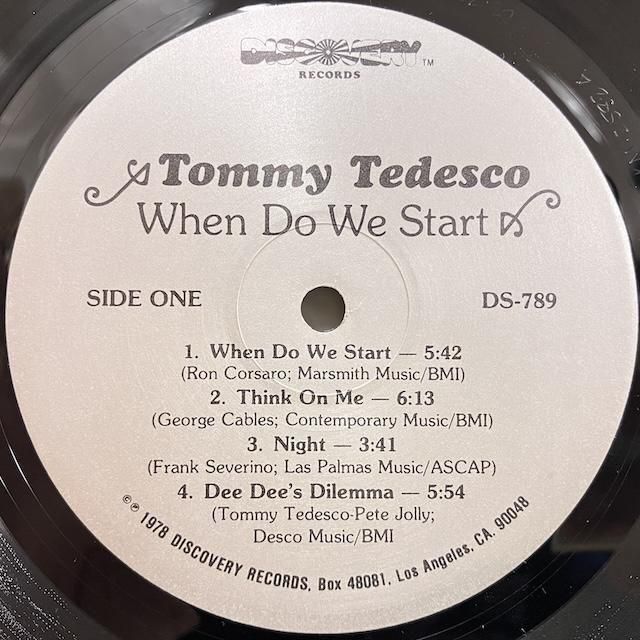 DISCOVERY TM
RECORDS
Tommy Tedesco
When Do We Start
SIDE ONE
DS-789
1. When Do We Start — 5:42
(Ron Corsaro; Marsmith Music/BMI)
2. Think On Me — 6:13
(George Cables; Contemporary Music/BMI)
3. Night — 3:41
(Frank Severino; Las Palmas Music/ASCAP)
4. Dee Dee's Dilemma — 5:54
(Tommy Tedesco-Pete Jolly;
Desco Music/BMI
©℗ 1978 DISCOVERY RECORDS, Box 48081, Los Angeles, CA. 90048